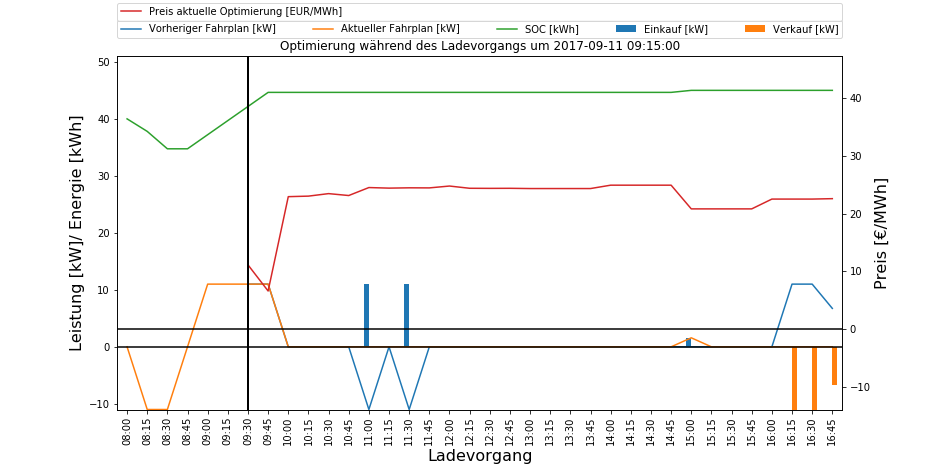 Preis aktuelle Optimierung [EUR/MWh]
Vorheriger Fahrplan [kW] Aktueller Fahrplan [kW] SOC [kWh] Einkauf [kW] Verkauf [kW]
Optimierung während des Ladevorgangs um 2017-09-11 09:15:00
Leistung [kW]/ Energie [kWh]
50
40
30
20
10
0
−10
40
30
20
10
0
−10
Preis [€/MWh]
08:00 08:15 08:30 08:45 09:00 09:15 09:30 09:45 10:00 10:15 10:30 10:45 11:00 11:15 11:30 11:45 12:00 12:15 12:30 12:45 13:00 13:15 13:30 13:45 14:00 14:15 14:30 14:45 15:00 15:15 15:30 15:45 16:00 16:15 16:30 16:45
Ladevorgang